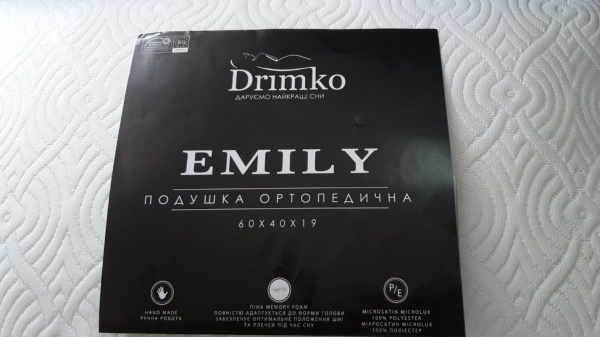 Drimko
ДАРУЄМО НАЙКРАЩІ СНИ
EMILY
ПОДУШКА ОРТОПЕДИЧНА
60X40X19
HAND MADE
РУЧНА РОБОТА
ПІНА MEMORY FOAM
ПОВНІСТЮ АДАПТУЄТЬСЯ ДО ФОРМИ ГОЛОВИ
ЗАБЕЗПЕЧУЄ ОПТИМАЛЬНЕ ПОЛОЖЕННЯ ШИЇ
ТА ПЛЕЧЕЙ ПІД ЧАС СНУ
P/E
MICROSATIN MICROLUX
100% POLYESTER
МІКРОСАТИН MICROLUX
100% ПОЛІЕСТЕР